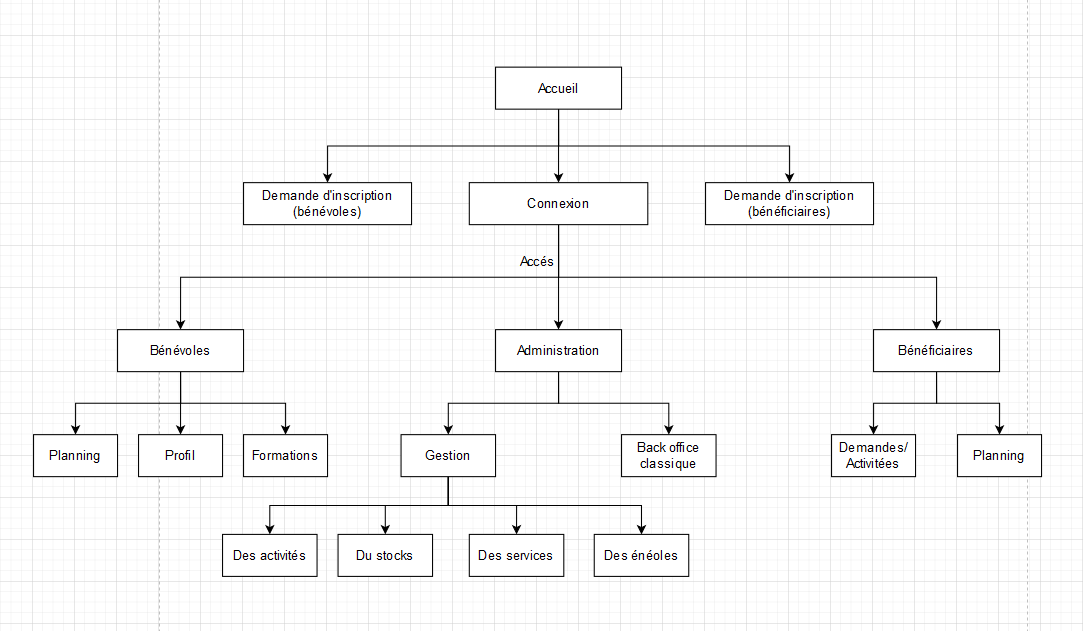 Accueil
Demande d'inscription
(bénévoles)
Connexion
Demande d'inscription
(bénéficiaires)
Accés
Bénévoles
Administration
Bénéficiaires
Planning
Profil
Formations
Gestion
Back office
classique
Demandes/
Activitées
Planning
Des activités
Du stocks
Des services
Des énéoles